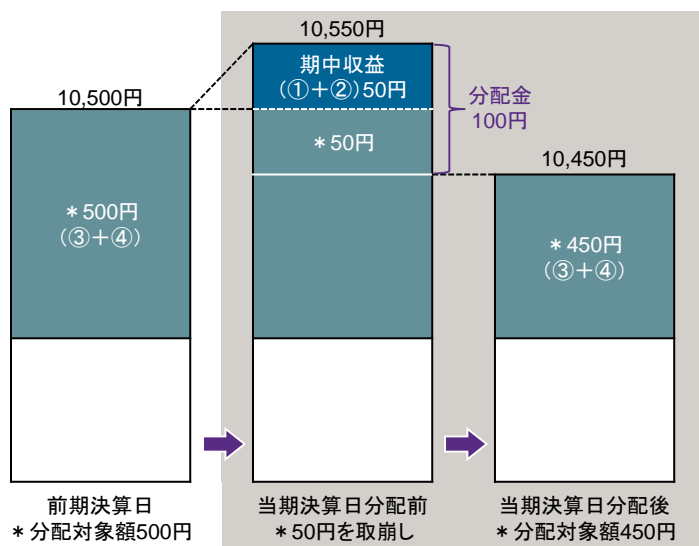 10,500円
＊500円
（③＋④）
前期決算日
＊分配対象額500円
10,550円
期中収益
（①＋②）50円
＊50円
分配金
100円
当期決算日分配前
＊50円を取崩し
10,450円
＊450円
（③＋④）
当期決算日分配後
＊分配対象額450円